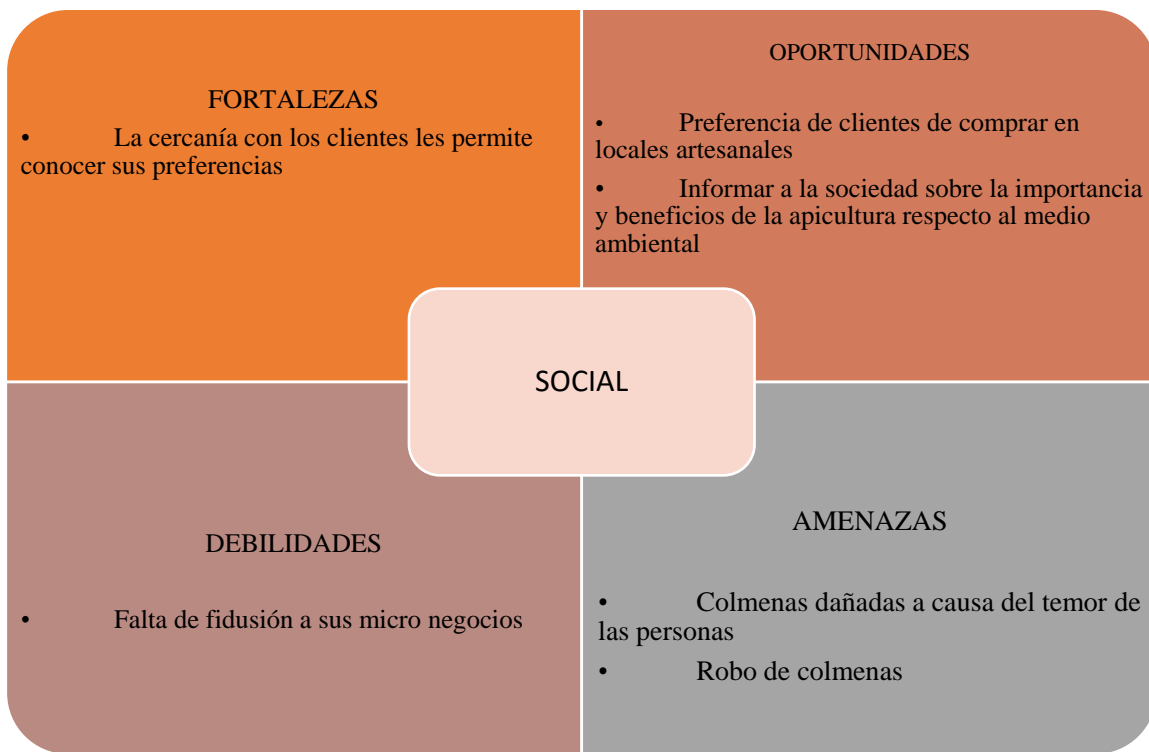 FORTALEZAS
• La cercanía con los clientes les permite
conocer sus preferencias
OPORTUNIDADES
• Preferencia de clientes de comprar en
locales artesanales
• Informar a la sociedad sobre la importancia
y beneficios de la apicultura respecto al medio
ambiental
SOCIAL
DEBILIDADES
• Falta de fidusión a sus micro negocios
AMENAZAS
• Colmenas dañadas a causa del temor de
las personas
• Robo de colmenas